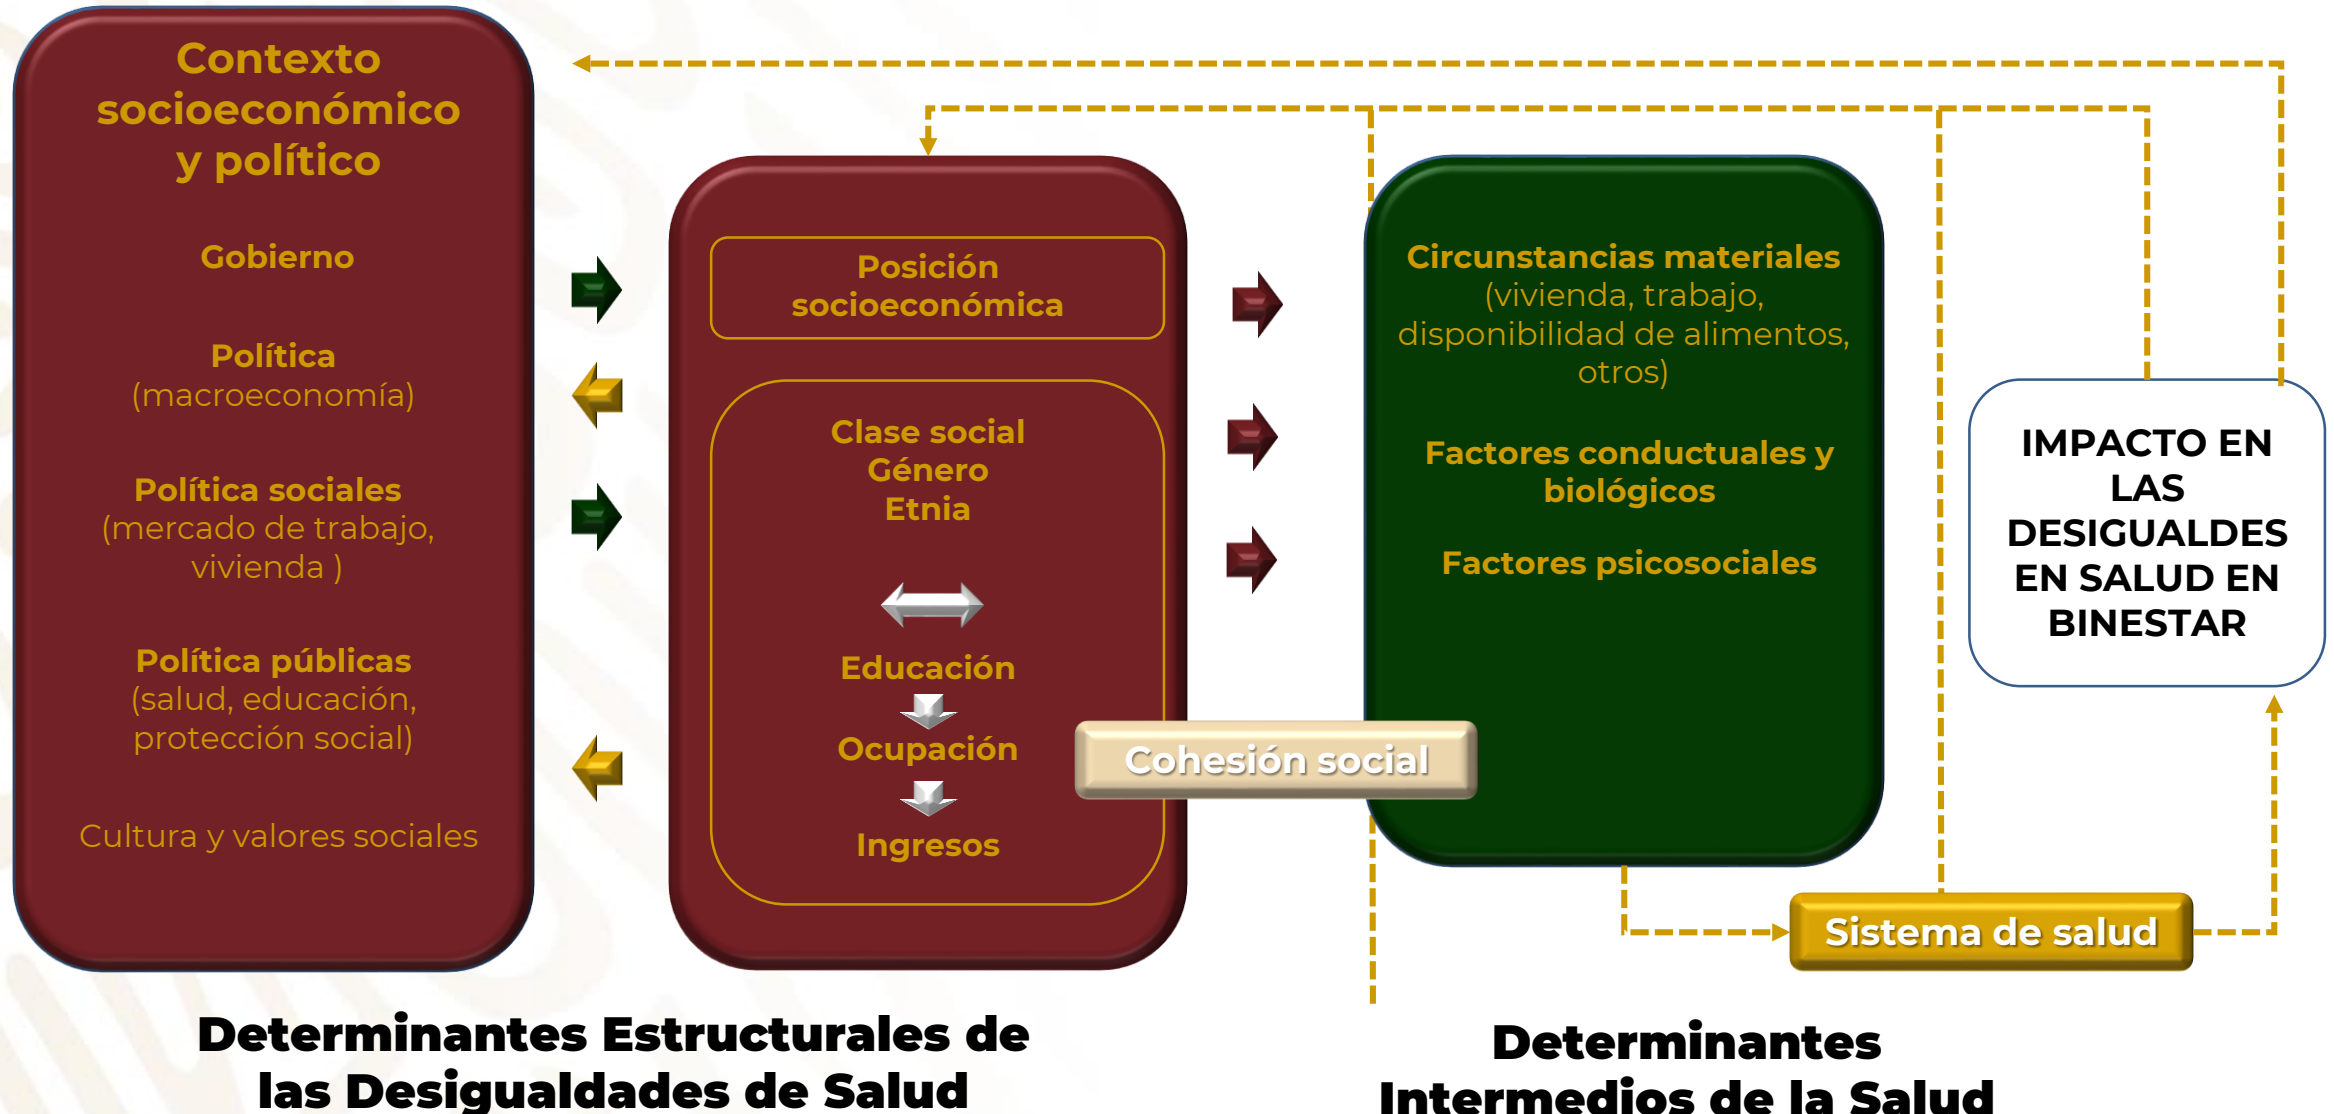 Contexto
socioeconómico
y político
Gobierno
Política
(macroeconomía)
Política sociales
(mercado de trabajo,
vivienda )
Política públicas
(salud, educación,
protección social)
Cultura y valores sociales
Posición
socioeconómica
Clase social
Género
Etnia
Educación
Ocupación
Ingresos
Cohesión social
Circunstancias materiales
(vivienda, trabajo,
disponibilidad de alimentos,
otros)
Factores conductuales y
biológicos
Factores psicosociales
Sistema de salud
IMPACTO EN
LAS
DESIGUALDES
EN SALUD EN
BINESTAR
Determinantes Estructurales de
las Desigualdades de Salud
Determinantes
Intermedios de la Salud